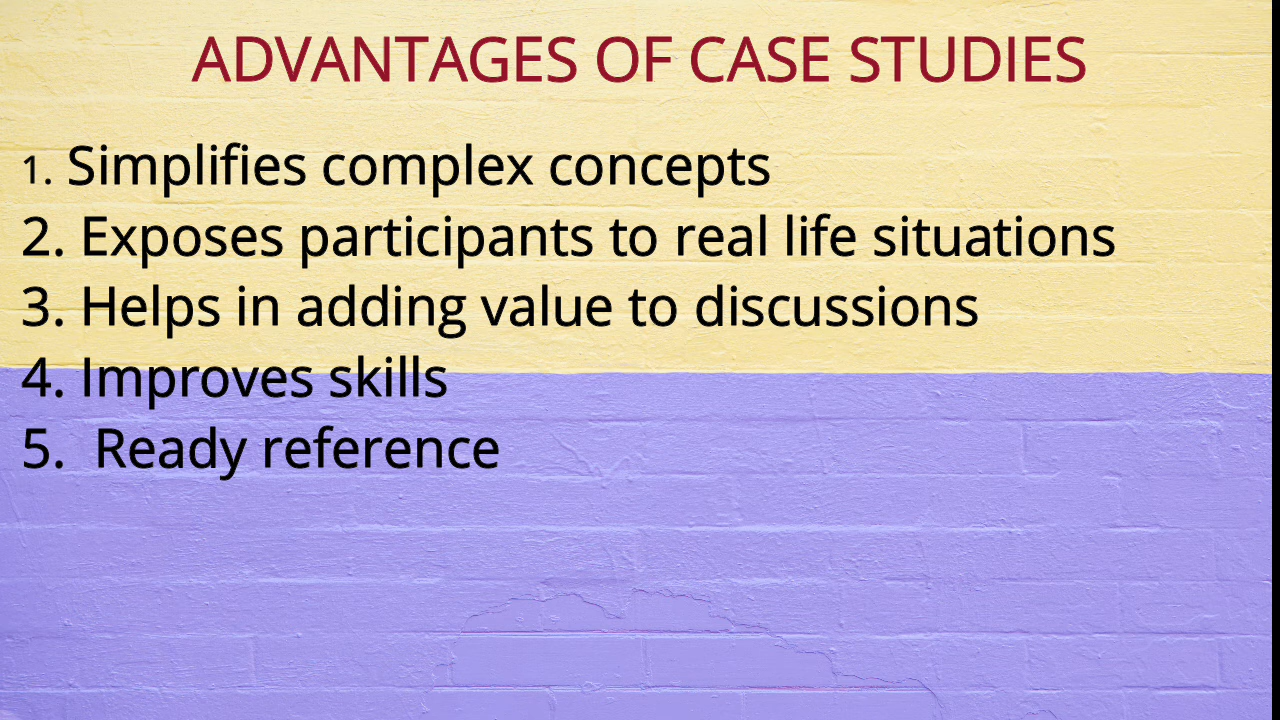 ADVANTAGES OF CASE STUDIES
1. Simplifies complex concepts
2. Exposes participants to real life situations
3. Helps in adding value to discussions
4. Improves skills
5. Ready reference